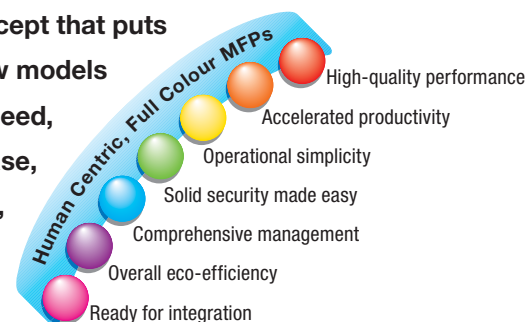 cept that puts
w models
eed,
se,
,
Human Centric, Full Colour MFPs
High-quality performance
Accelerated productivity
Operational simplicity
Solid security made easy
Comprehensive management
Overall eco-efficiency
Ready for integration